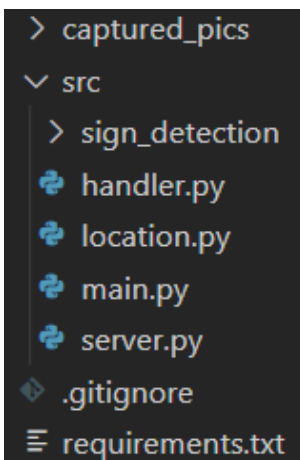 captured_pics
src
sign_detection
handler.py
location.py
main.py
server.py
.gitignore
requirements.txt